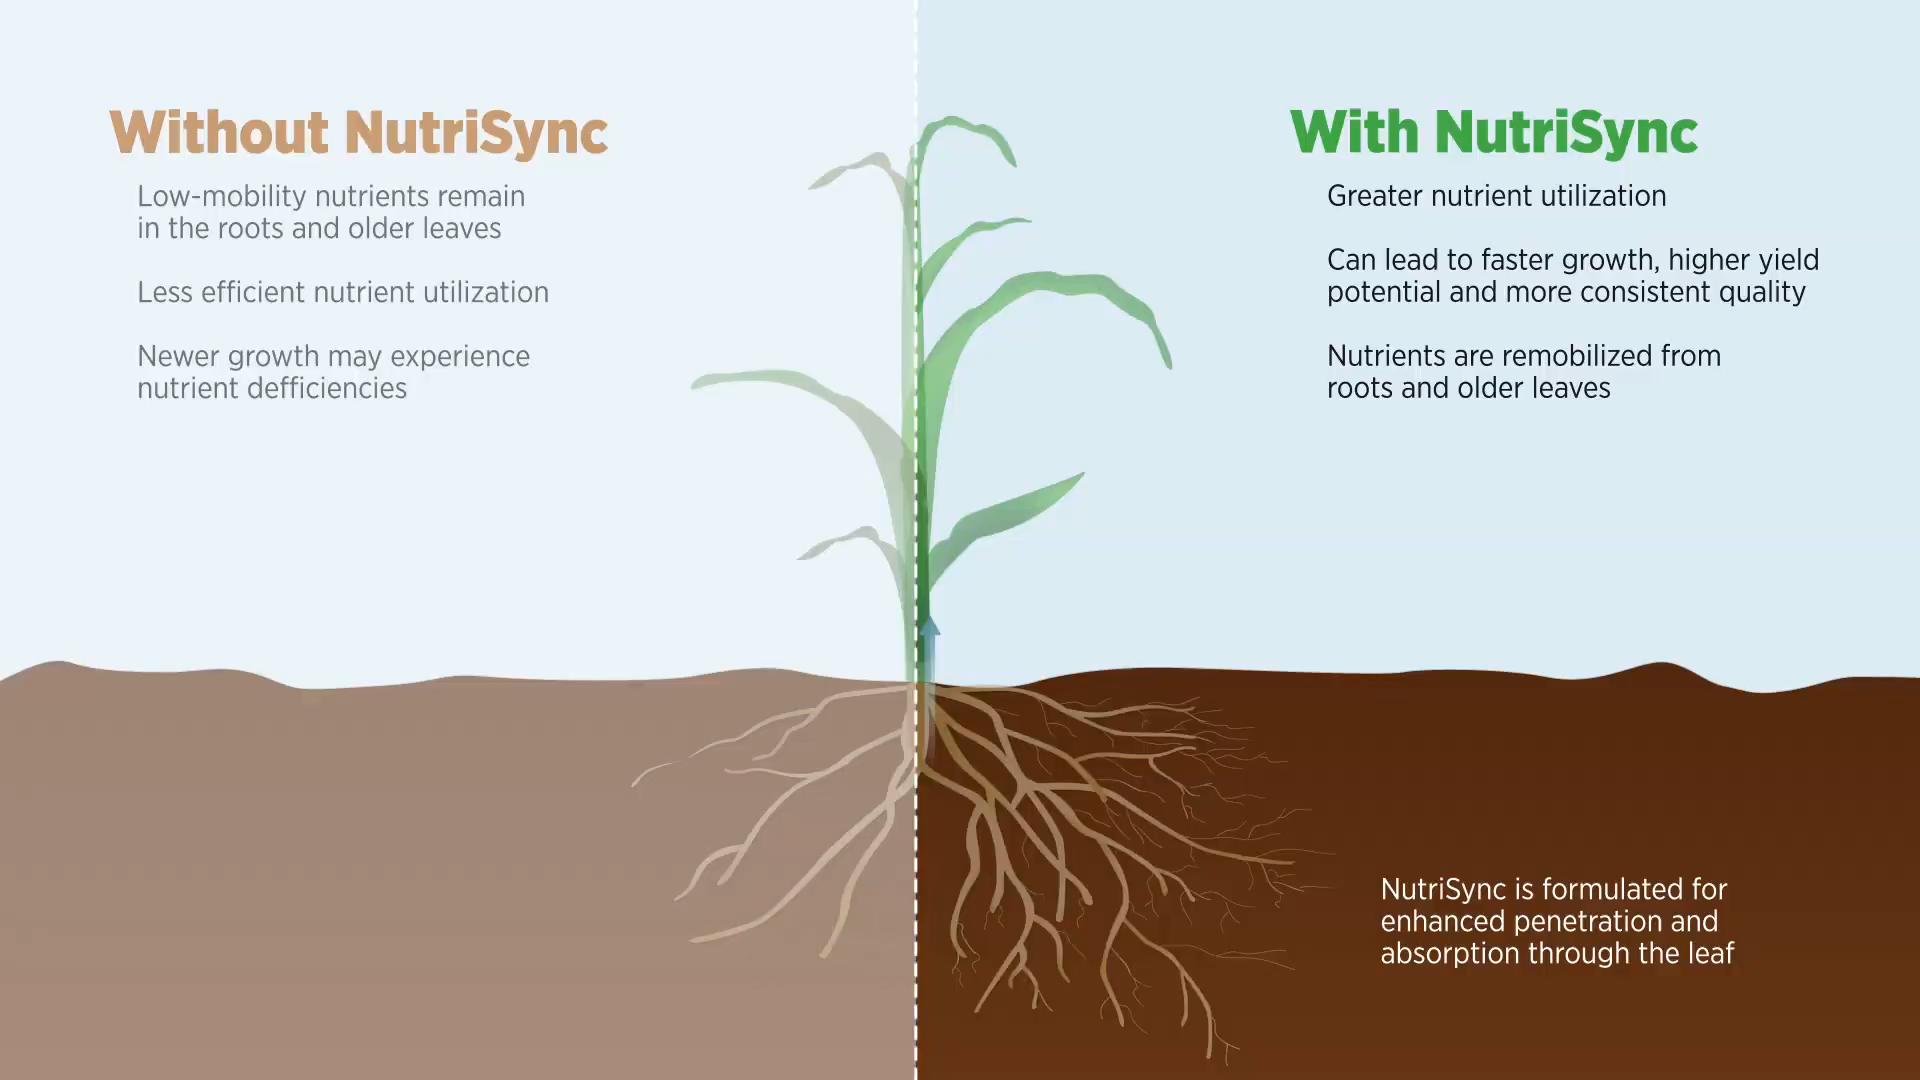 Without NutriSync
Low-mobility nutrients remain
in the roots and older leaves
Less efficient nutrient utilization
Newer growth may experience
nutrient defficiencies
With NutriSync
Greater nutrient utilization
Can lead to faster growth, higher yield
potential and more consistent quality
Nutrients are remobilized from
roots and older leaves
NutriSync is formulated for
enhanced penetration and
absorption through the leaf